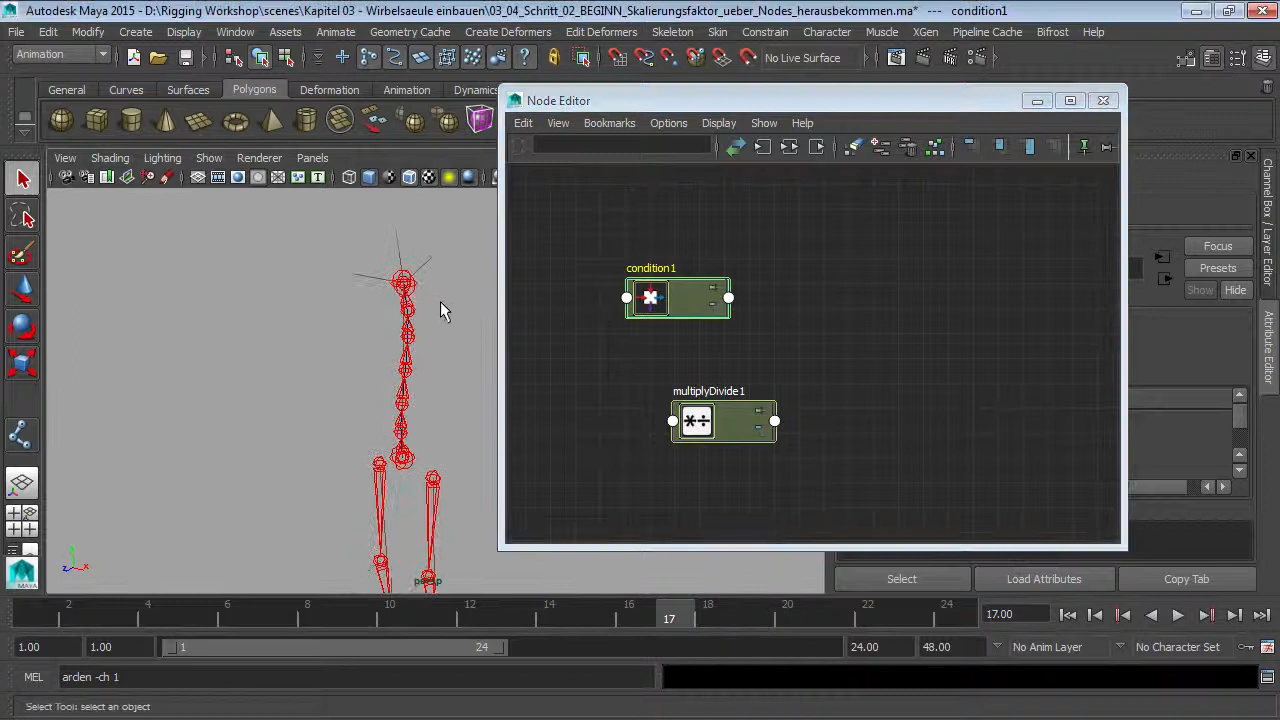 Autodesk Maya 2015 - D:\Rigging Workshop\scenes\Kapitel 03 - Wirbelsaeule einbauen\03_04_Schritt_02_BEGINN_Skalierungsfaktor_ueber_Nodes_herausbekommen.ma* --- condition1
File Edit Modify Create Display Window Assets Animate Geometry Cache Create Deformers Edit Deformers Skeleton Skin Constrain Character Muscle XGen Pipeline Cache Bifrost Help
Animation
No Live Surface
General Curves Surfaces Polygons Deformation Animation Dynamics
Node Editor
Edit View Bookmarks Options Display Show Help
View Shading Lighting Show Renderer Panels
condition1
multiplyDivide1
Focus
Presets
Show Hide
Channel Box / Layer Editor
Attribute Editor
persp
Select Load Attributes Copy Tab
2 4 6 8 10 12 14 16 18 20 22 24
17
17.00
1.00 1.00 1 24 24.00 48.00 No Anim Layer No Character Set
MEL arden -ch 1
Select Tool: select an object